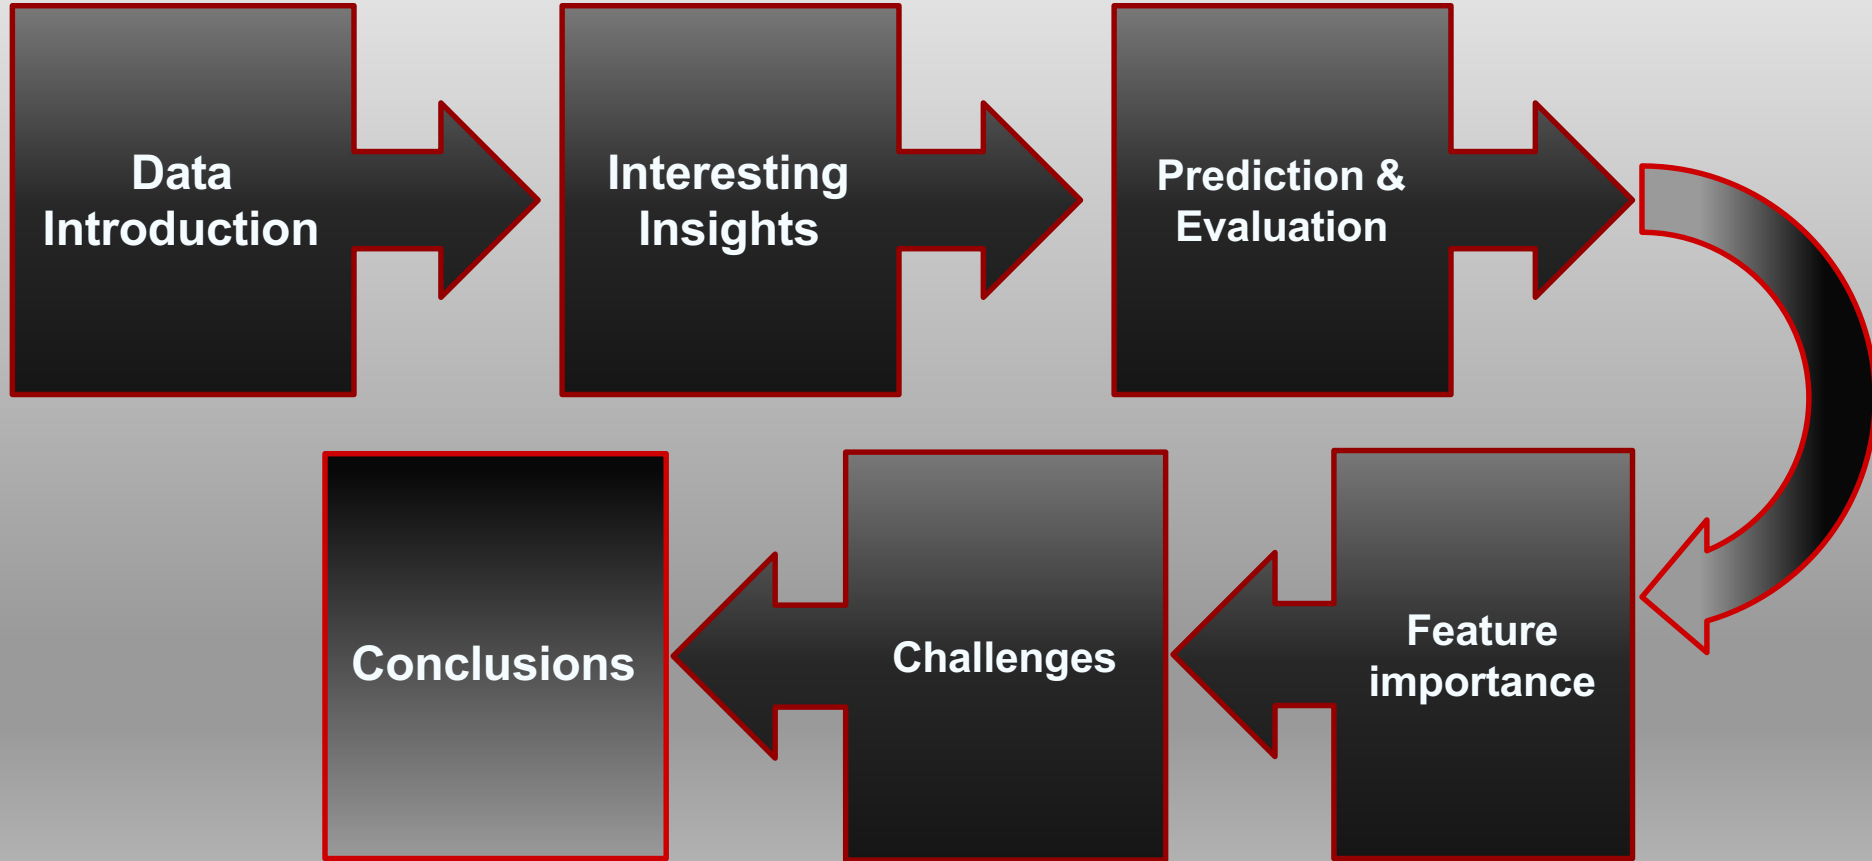 Data
Introduction
Interesting
Insights
Prediction &
Evaluation
Feature
importance
Challenges
Conclusions